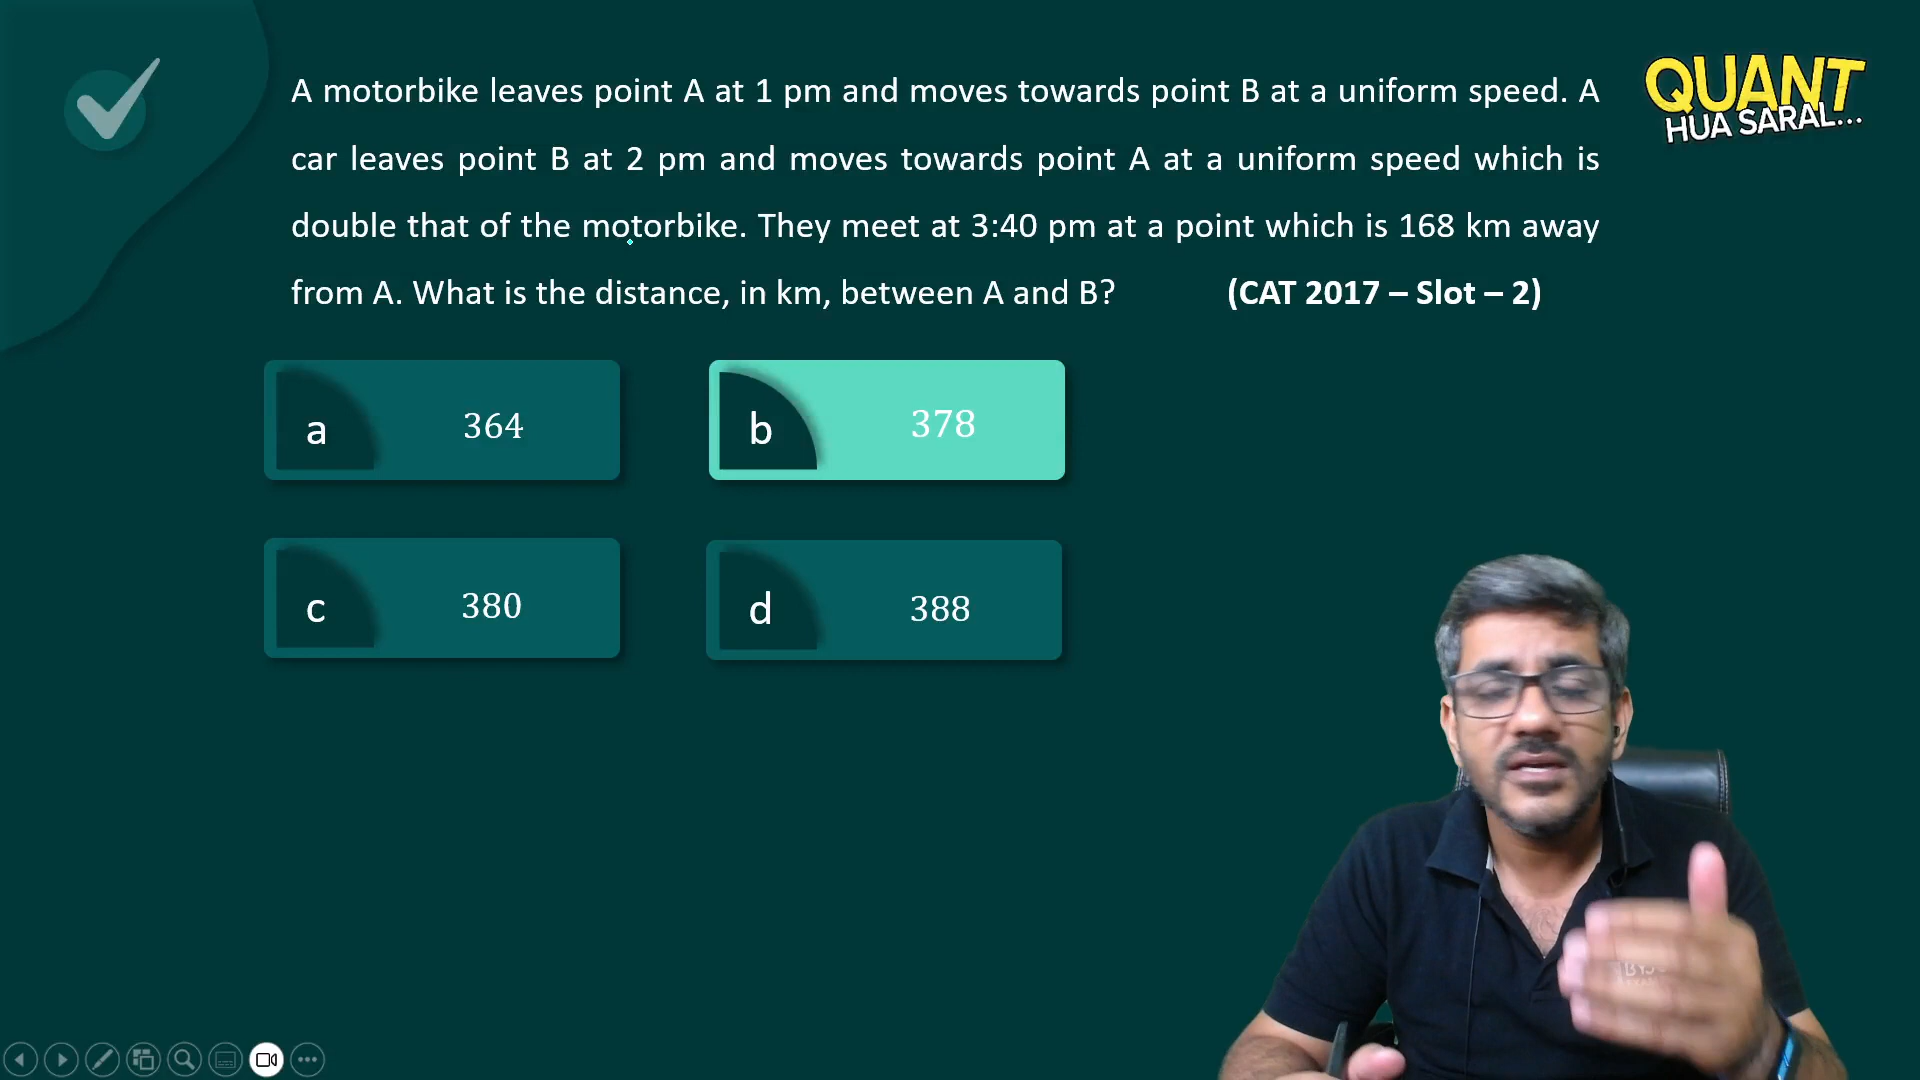 A motorbike leaves point A at 1 pm and moves towards point B at a uniform speed. A
car leaves point B at 2 pm and moves towards point A at a uniform speed which is
double that of the motorbike. They meet at 3:40 pm at a point which is 168 km away
from A. What is the distance, in km, between A and B? (CAT 2017 – Slot – 2)
QUANT
HUA SARAL...
a 364
b 378
c 380
d 388